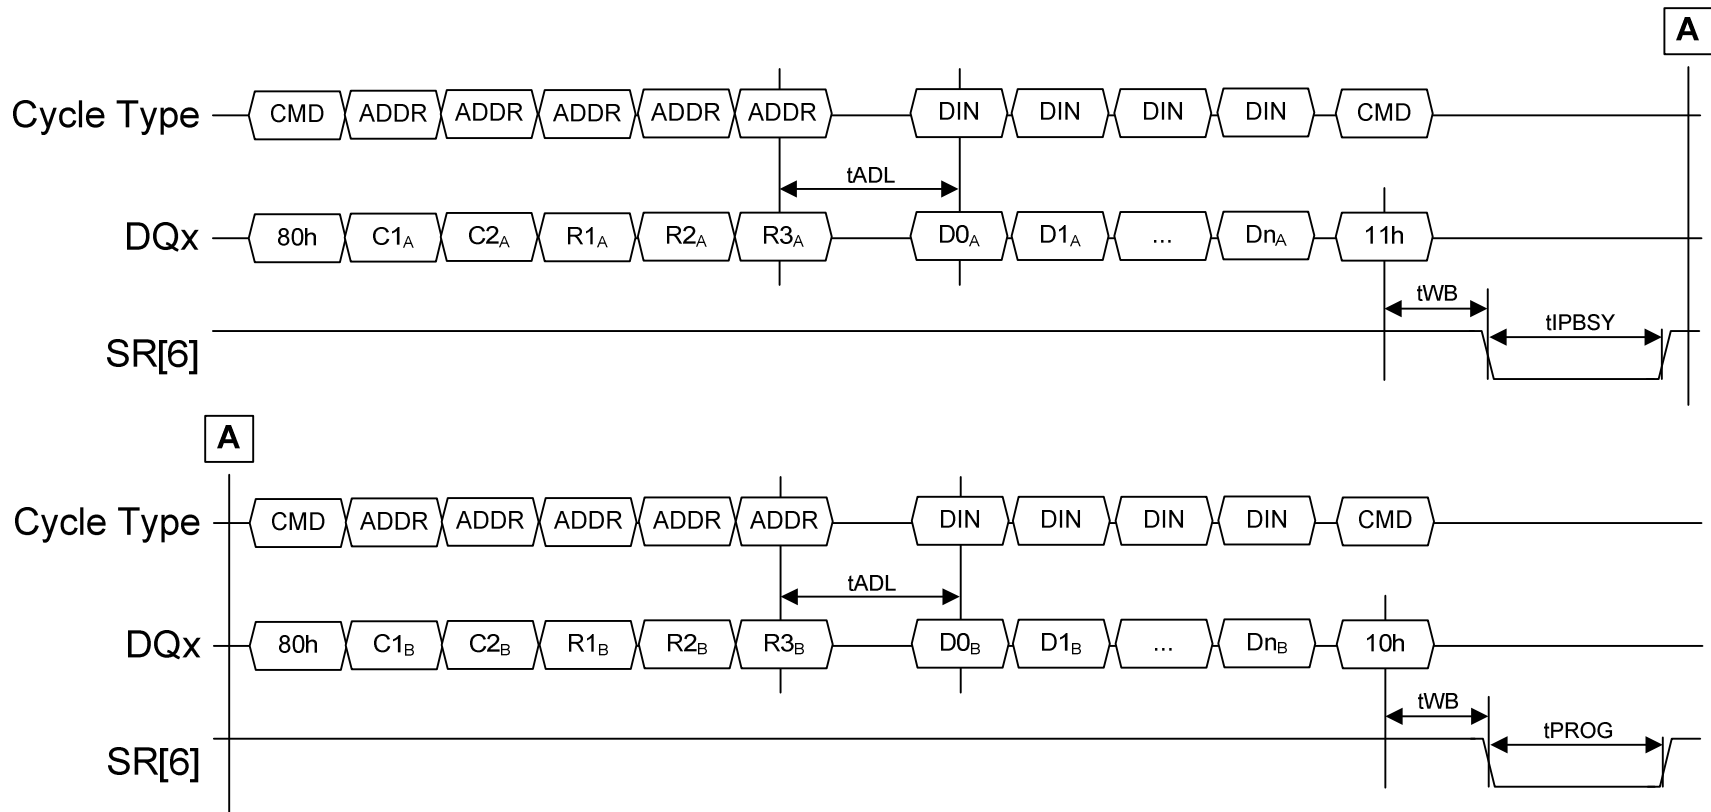 A
Cycle Type CMD ADDR ADDR ADDR ADDR ADDR DIN DIN DIN DIN CMD
tADL
DQx 80h C1A C2A R1A R2A R3A D0A D1A ... DnA 11h
tWB
tIPBSY
SR[6]
A
Cycle Type CMD ADDR ADDR ADDR ADDR ADDR DIN DIN DIN DIN CMD
tADL
DQx 80h C1B C2B R1B R2B R3B D0B D1B ... DnB 10h
tWB
tPROG
SR[6]